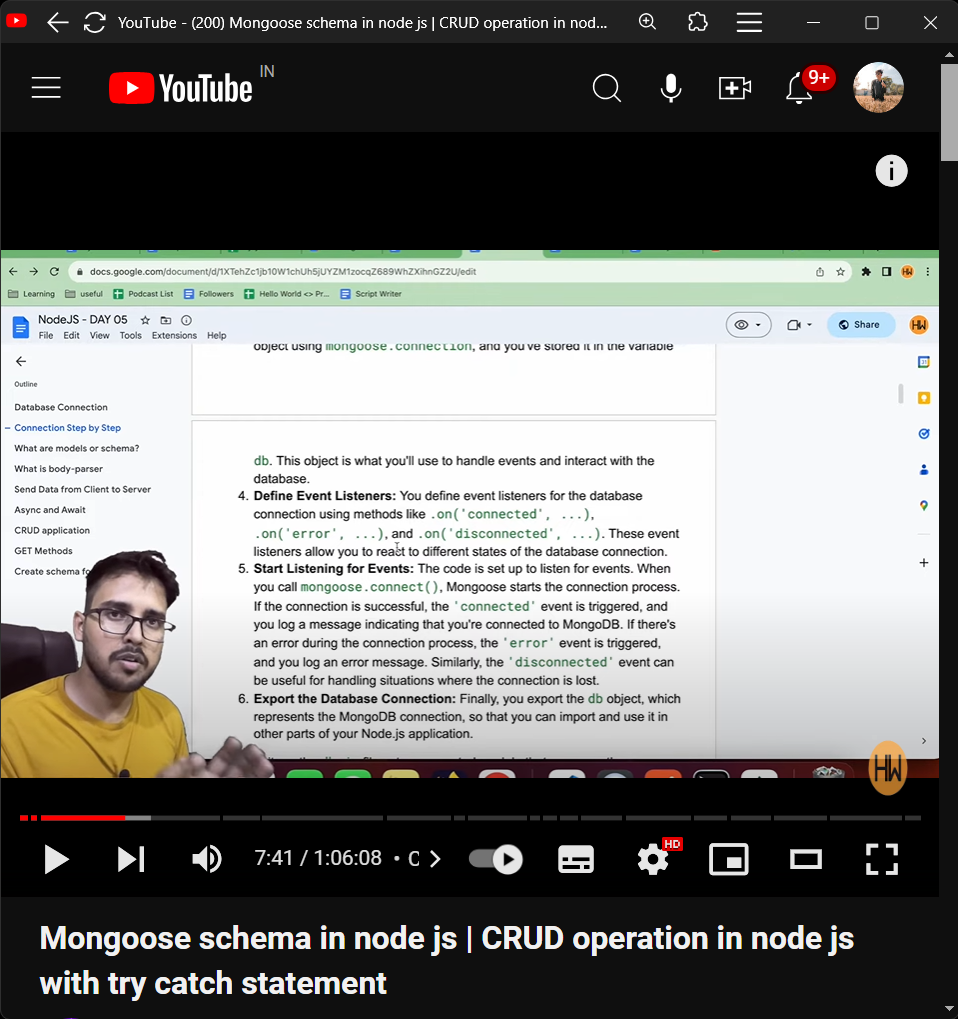 YouTube - (200) Mongoose schema in node js | CRUD operation in nod...
YouTube IN
9+
docs.google.com/document/d/1XTehZc1jb10W1chUh5jUYZM1zocqZ689WhZXihnGZ2U/edit
Learning useful Podcast List Followers Hello World <> Pr... Script Writer
NodeJS - DAY 05
File Edit View Tools Extensions Help
Share
HW
Outline
Database Connection
Connection Step by Step
What are models or schema?
What is body-parser
Send Data from Client to Server
Async and Await
CRUD operation
GET Methods
Create schema fo
object using mongoose.connection, and you've stored it in the variable
db. This object is what you'll use to handle events and interact with the
database.
4. Define Event Listeners: You define event listeners for the database
connection using methods like .on('connected', ...),
.on('error', ...), and .on('disconnected', ...). These event
listeners allow you to react to different states of the database connection.
5. Start Listening for Events: The code is set up to listen for events. When
you call mongoose.connect(), Mongoose starts the connection process.
If the connection is successful, the 'connected' event is triggered, and
you log a message indicating that you're connected to MongoDB. If there's
an error during the connection process, the 'error' event is triggered,
and you log an error message. Similarly, the 'disconnected' event can
be useful for handling situations where the connection is lost.
6. Export the Database Connection: Finally, you export the db object, which
represents the MongoDB connection, so that you can import and use it in
other parts of your Node.js application.
HW
7:41 / 1:06:08 •
HD
Mongoose schema in node js | CRUD operation in node js
with try catch statement